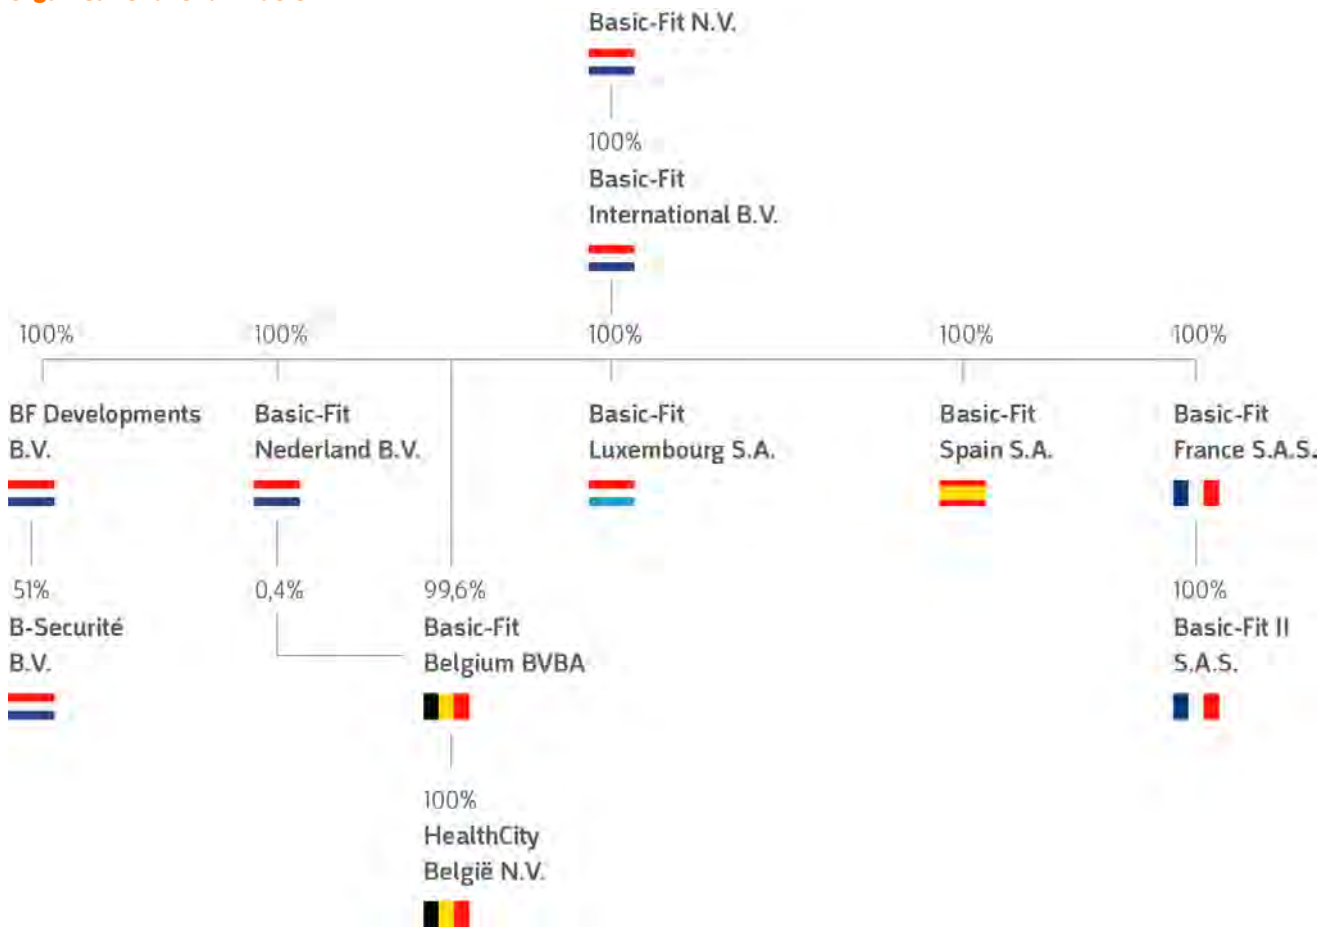 Basic-Fit N.V.
100%
Basic-Fit
International B.V.
100%
100%
100%
100%
100%
BF Developments
B.V.
Basic-Fit
Nederland B.V.
Basic-Fit
Luxembourg S.A.
Basic-Fit
Spain S.A.
Basic-Fit
France S.A.S.
51%
B-Securité
B.V.
0,4%
99,6%
Basic-Fit
Belgium BVBA
100%
Basic-Fit II
S.A.S.
100%
HealthCity
België N.V.